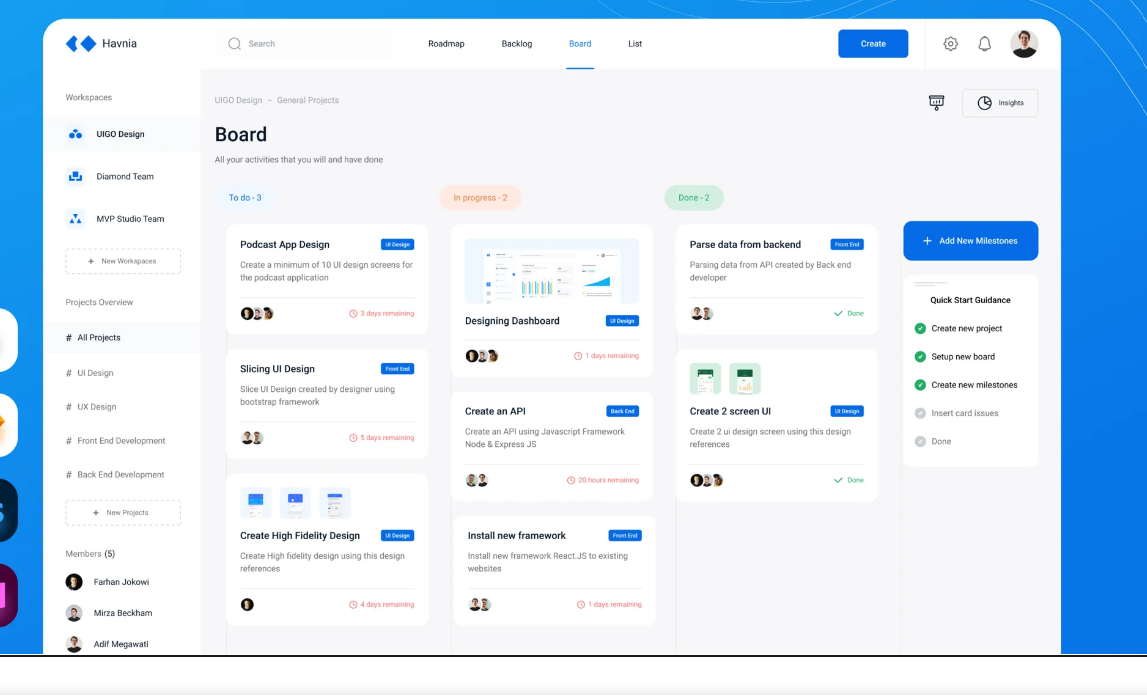 Havnia
Search
Roadmap
Backlog
Board
List
Create
Workspaces
UIGO Design
Diamond Team
MVP Studio Team
+ New Workspaces
Projects Overview
# All Projects
# UI Design
# UX Design
# Front End Development
# Back End Development
+ New Projects
Members (5)
Farhan Jokowi
Mirza Beckham
Adif Megawati
UIGO Design - General Projects
Insights
Board
All your activities that you will and have done
To do - 3
Podcast App Design
UI Design
Create a minimum of 10 UI design screens for
the podcast application
3 days remaining
Slicing UI Design
Front End
Slice UI Design created by designer using
bootstrap framework
5 days remaining
Create High Fidelity Design
UI Design
Create High fidelity design using this design
references
4 days remaining
In progress - 2
Designing Dashboard
UI Design
1 days remaining
Create an API
Back End
Create an API using Javascript Framework
Node & Express JS
20 hours remaining
Install new framework
Front End
Install new framework React.JS to existing
websites
1 days remaining
Done - 2
Parse data from backend
Front End
Parsing data from API created by Back end
developer
Done
Create 2 screen UI
UI Design
Create 2 ui design screen using this design
references
Done
+ Add New Milestones
Quick Start Guidance
Create new project
Setup new board
Create new milestones
Insert card issues
Done